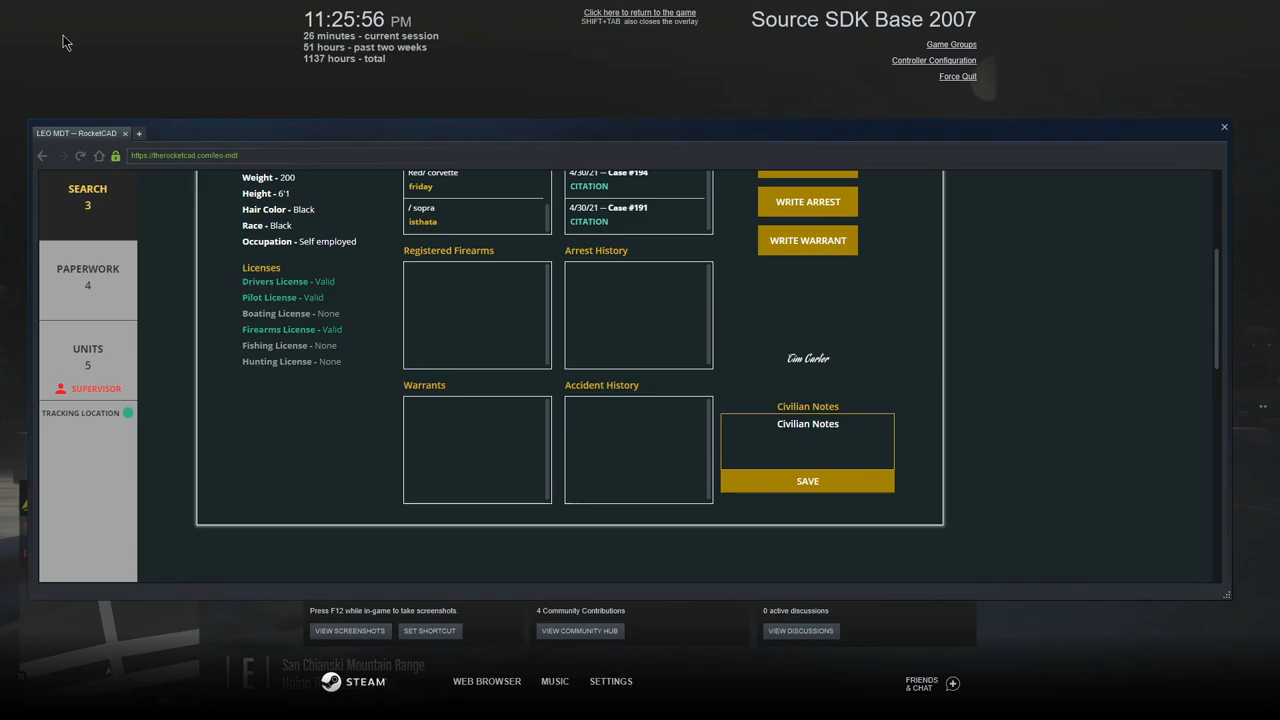 11:25:56 PM
26 minutes - current session
51 hours - past two weeks
1137 hours - total
Click here to return to the game
SHIFT+TAB also closes the overlay
Source SDK Base 2007
Game Groups
Controller Configuration
Force Quit
LEO MDT — RocketCAD
https://therocketcad.com/leo-mdt
SEARCH
3
PAPERWORK
4
UNITS
5
SUPERVISOR
TRACKING LOCATION
Weight - 200
Height - 6'1
Hair Color - Black
Race - Black
Occupation - Self employed
Licenses
Drivers License - Valid
Pilot License - Valid
Boating License - None
Firearms License - Valid
Fishing License - None
Hunting License - None
Red/ corvette
friday
/ sopra
isthata
Registered Firearms
Warrants
4/30/21 — Case #194
CITATION
4/30/21 — Case #191
CITATION
Arrest History
Accident History
WRITE ARREST
WRITE WARRANT
Eim Carler
Civilian Notes
Civilian Notes
SAVE
Press F12 while in-game to take screenshots.
VIEW SCREENSHOTS
SET SHORTCUT
4 Community Contributions
VIEW COMMUNITY HUB
0 active discussions
VIEW DISCUSSIONS
N
E
San Chianski Mountain Range
Union
STEAM
WEB BROWSER
MUSIC
SETTINGS
FRIENDS
& CHAT